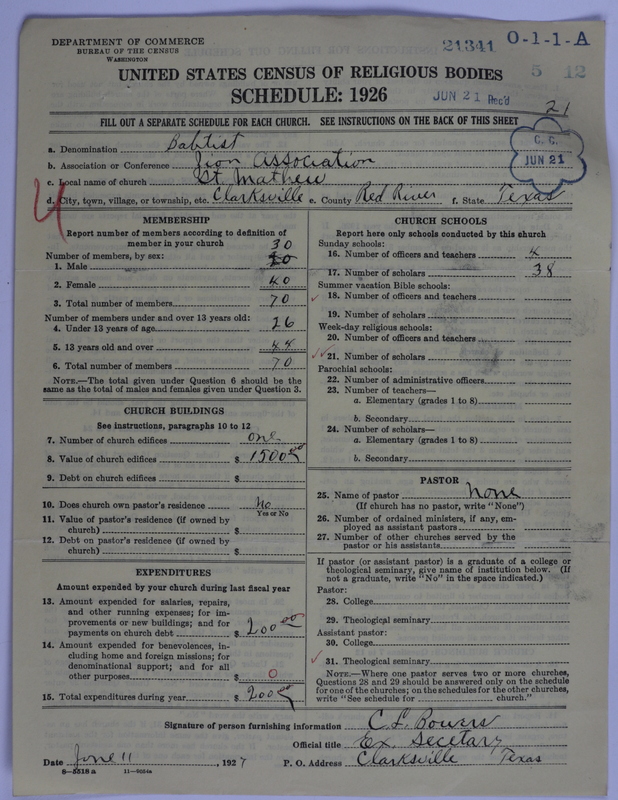 DEPARTMENT OF COMMERCE
BUREAU OF THE CENSUS
WASHINGTON
21341 O-1-1-A
5 12
UNITED STATES CENSUS OF RELIGIOUS BODIES
SCHEDULE: 1926
JUN 21 Rec'd
21
FILL OUT A SEPARATE SCHEDULE FOR EACH CHURCH. SEE INSTRUCTIONS ON THE BACK OF THIS SHEET
C. C.
JUN 21
a. Denomination Babtist
b. Association or Conference Zion Association
c. Local name of church St Mathew
d. City, town, village, or township, etc. Clarksville e. County Red River f. State Texas
MEMBERSHIP
Report number of members according to definition of
member in your church
Number of members, by sex: 30
1. Male
2. Female 40
3. Total number of members 70
Number of members under and over 13 years old:
4. Under 13 years of age 26
5. 13 years old and over 44
6. Total number of members 70
NOTE.—The total given under Question 6 should be
the same as total of males and females given under Question 3.
CHURCH BUILDINGS
See instructions, paragraphs 10 to 12
7. Number of church edifices one
8. Value of church edifices $ 1500 00
9. Debt on church edifices $
10. Does church own pastor's residence No
Yes or No
11. Value of pastor's residence (if owned by
church) $
12. Debt on pastor's residence (if owned by
church) $
EXPENDITURES
Amount expended by your church during last fiscal year
13. Amount expended for salaries, repairs,
and other running expenses; for im-
provements or new buildings; and for
payments on church debt $ 200 00
14. Amount expended for benevolences, in-
cluding home and foreign missions; for
denominational support; and for all
other purposes $ 0
15. Total expenditures during year $ 200 00
CHURCH SCHOOLS
Report here only schools conducted by this church
Sunday schools:
16. Number of officers and teachers 4
17. Number of scholars 38
Summer vacation Bible schools:
18. Number of officers and teachers
19. Number of scholars
Week-day religious schools:
20. Number of officers and teachers
21. Number of scholars
Parochial schools:
22. Number of administrative officers
23. Number of teachers—
a. Elementary (grades 1 to 8)
b. Secondary
24. Number of scholars—
a. Elementary (grades 1 to 8)
b. Secondary
PASTOR
25. Name of pastor None
(If church has no pastor, write "None")
26. Number of ordained ministers, if any, em-
ployed as assistant pastors
27. Number of other churches served by the
pastor or his assistants
If pastor (or assistant pastor) is a graduate of a college or
theological seminary, give name of institution below. (If
not a graduate, write "No" in the space indicated.)
Pastor:
28. College
29. Theological seminary
Assistant pastor:
30. College
31. Theological seminary
NOTE.—Where one pastor serves two or more churches,
Questions 28 and 29 should be answered only on the schedule
for one of the churches; on the schedules for the other churches,
write "See schedule for church."
Signature of person furnishing information C. L. Bowers
Official title Ex. Secetary
Date June 11, 1927 P. O. Address Clarksville Texas
8-5518 a 11-9024a